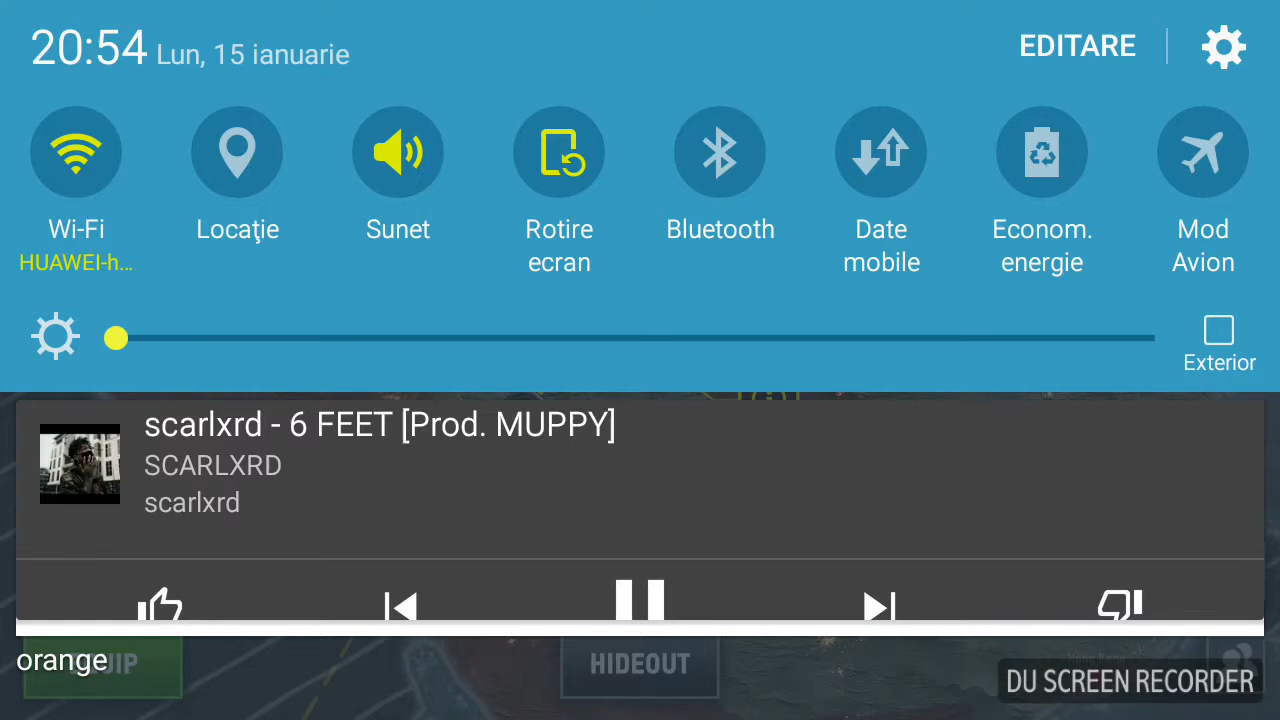 20:54 Lun, 15 ianuarie
EDITARE
Wi-Fi
HUAWEI-h...
Locaţie
Sunet
Rotire
ecran
Bluetooth
Date
mobile
Econom.
energie
Mod
Avion
Exterior
scarlxrd - 6 FEET [Prod. MUPPY]
SCARLXRD
scarlxrd
orange
HIDEOUT
DU SCREEN RECORDER